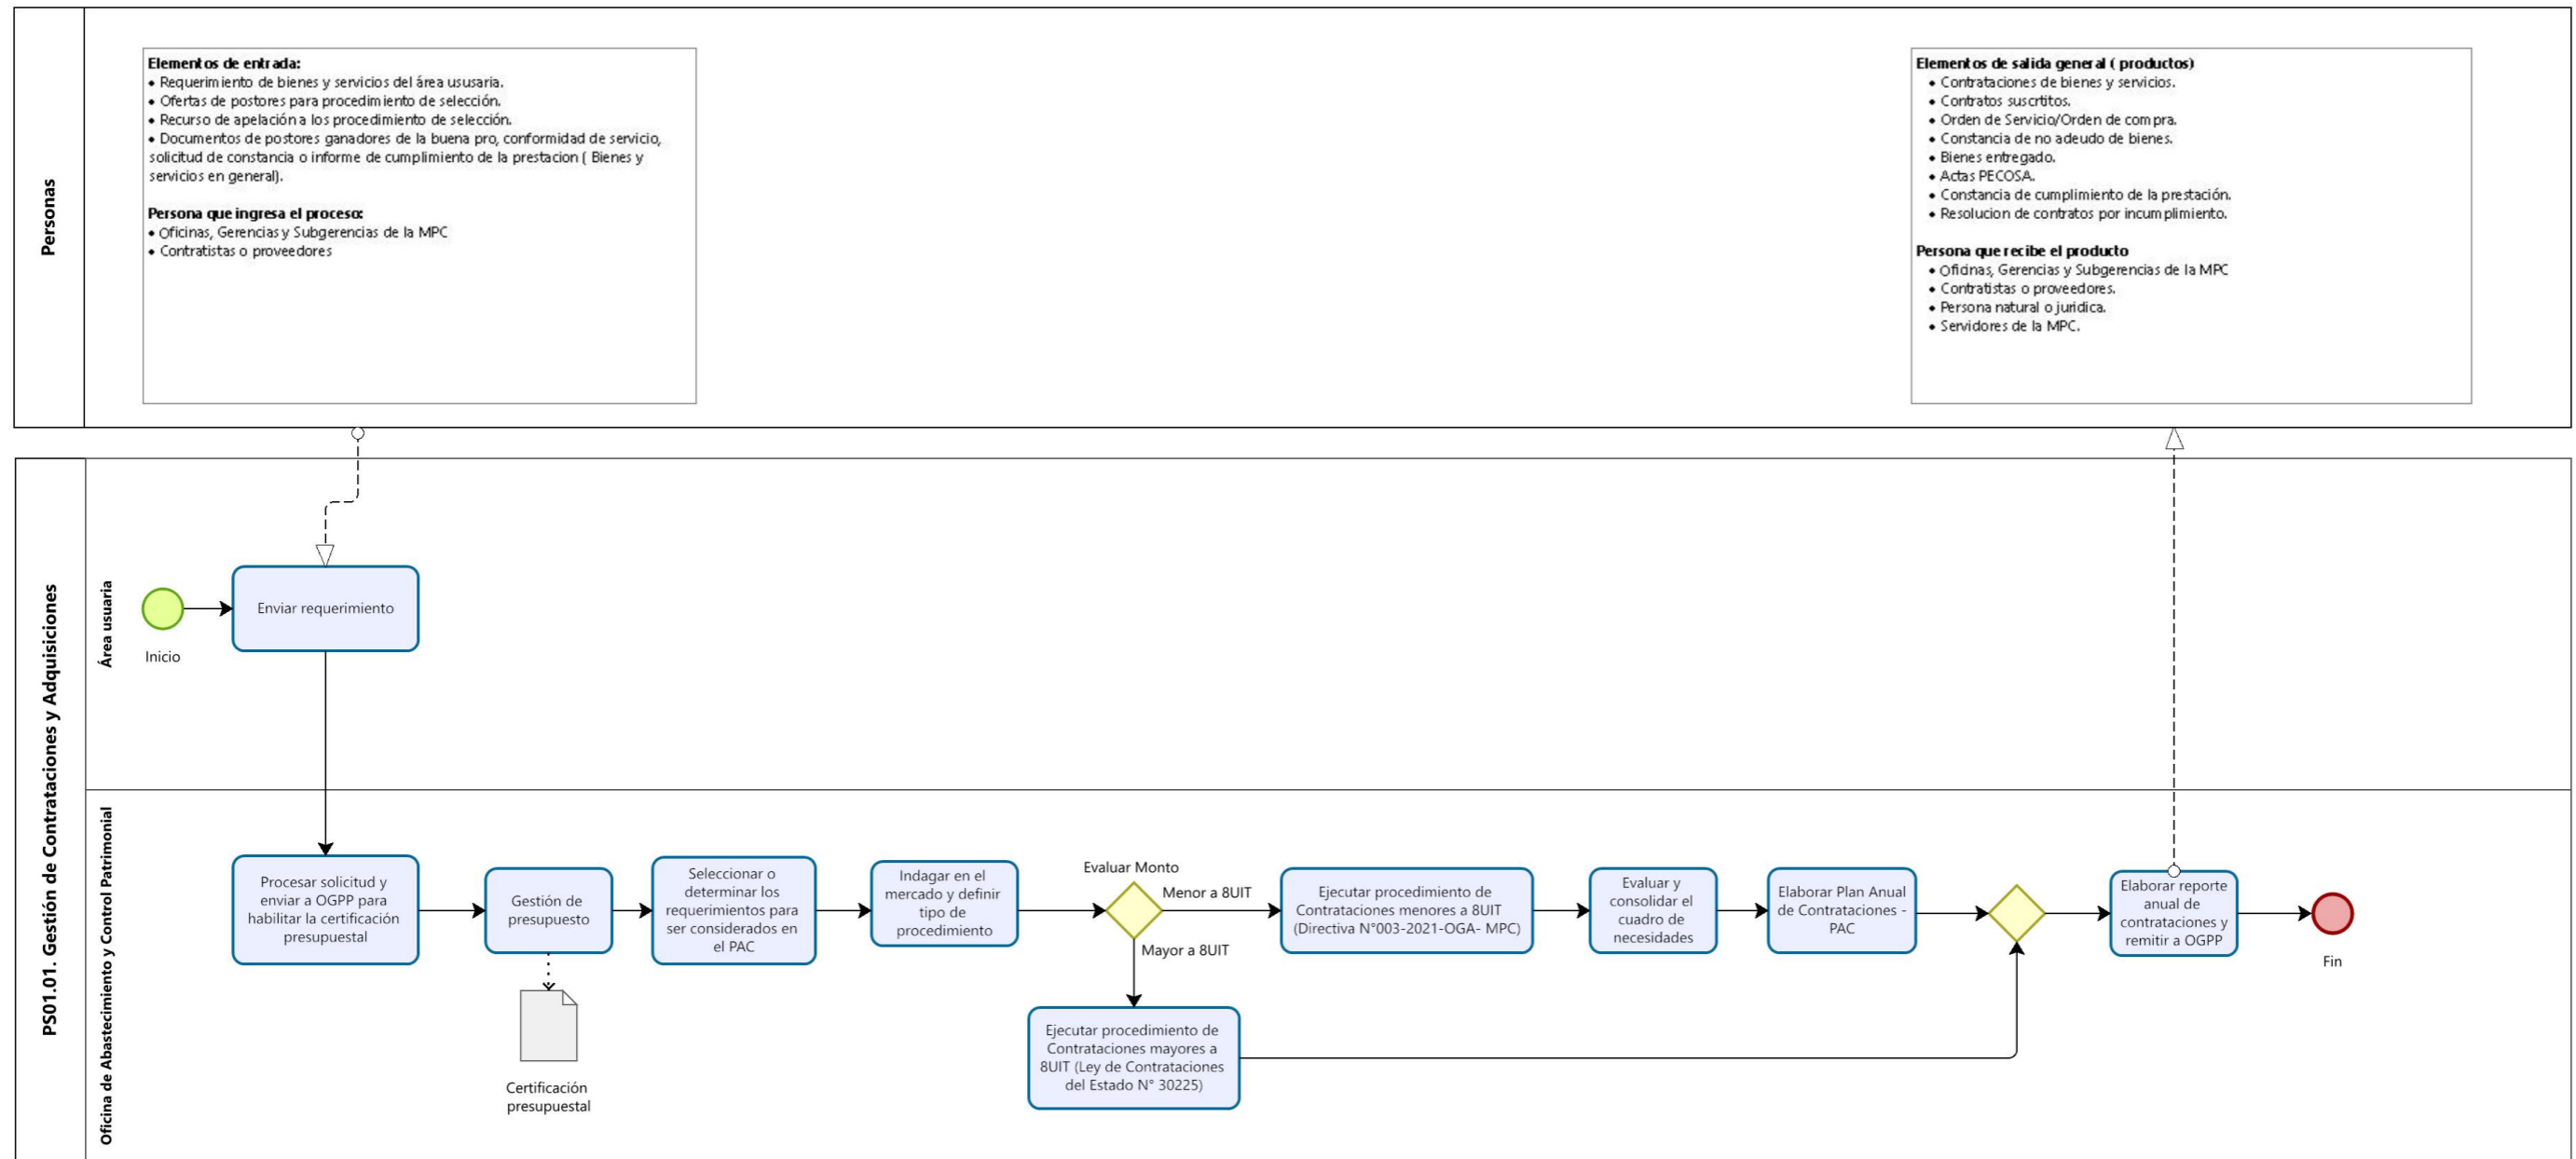 Personas
Elementos de entrada:
• Requerimiento de bienes y servicios del área ususaria.
• Ofertas de postores para procedimiento de selección.
• Recurso de apelación a los procedimiento de selección.
• Documentos de postores ganadores de la buena pro, conformidad de servicio,
solicitud de constancia o informe de cumplimiento de la prestacion ( Bienes y
servicios en general).
Persona que ingresa el proceso:
• Oficinas, Gerencias y Subgerencias de la MPC
• Contratistas o proveedores
Elementos de salida general ( productos)
• Contrataciones de bienes y servicios.
• Contratos suscrtitos.
• Orden de Servicio/Orden de compra.
• Constancia de no adeudo de bienes.
• Bienes entregado.
• Actas PECOSA.
• Constancia de cumplimiento de la prestación.
• Resolucion de contratos por incumplimiento.
Persona que recibe el producto
• Oficinas, Gerencias y Subgerencias de la MPC
• Contratistas o proveedores.
• Persona natural o juridica.
• Servidores de la MPC.
PS01.01. Gestión de Contrataciones y Adquisiciones
Área usuaria
Inicio
Enviar requerimiento
Oficina de Abastecimiento y Control Patrimonial
Procesar solicitud y
enviar a OGPP para
habilitar la certificación
presupuestal
Gestión de
presupuesto
Certificación
presupuestal
Seleccionar o
determinar los
requerimientos para
ser considerados en
el PAC
Indagar en el
mercado y definir
tipo de
procedimiento
Evaluar Monto
Menor a 8UIT
Mayor a 8UIT
Ejecutar procedimiento de
Contrataciones menores a 8UIT
(Directiva N°003-2021-OGA- MPC)
Evaluar y
consolidar el
cuadro de
necesidades
Elaborar Plan Anual
de Contrataciones -
PAC
Ejecutar procedimiento de
Contrataciones mayores a
8UIT (Ley de Contrataciones
del Estado N° 30225)
Elaborar reporte
anual de
contrataciones y
remitir a OGPP
Fin